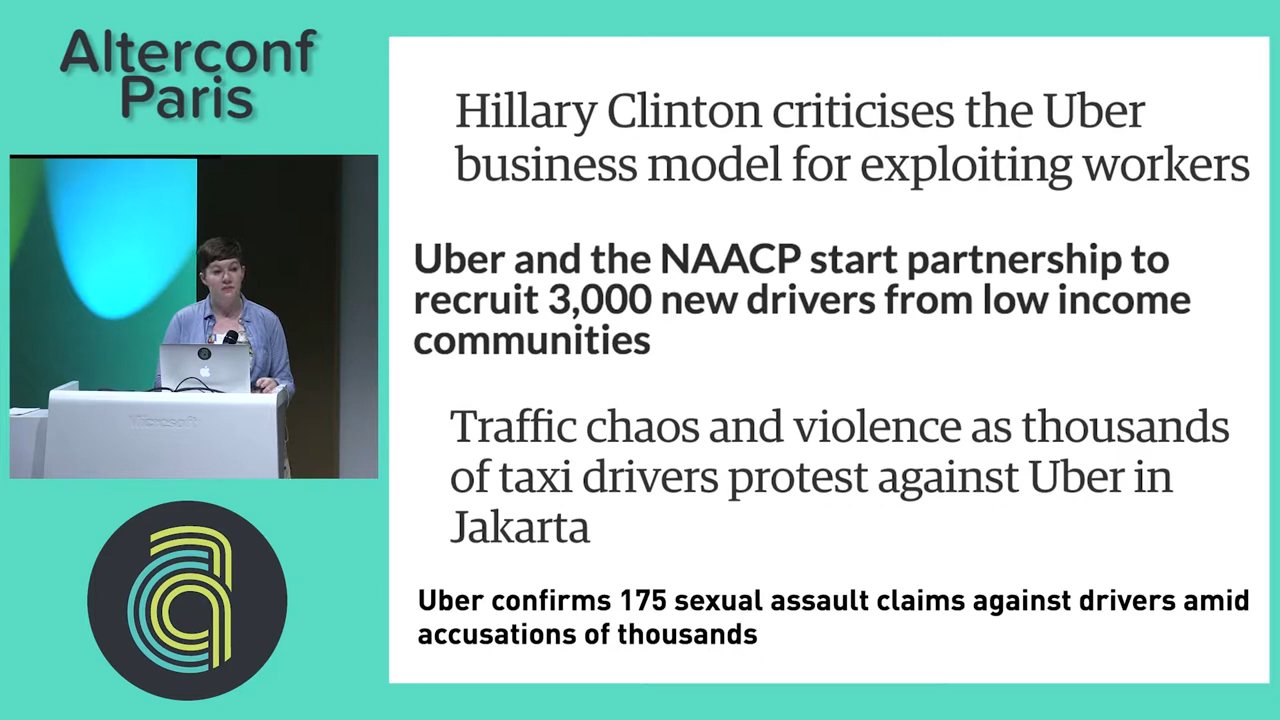 Alterconf
Paris
Hillary Clinton criticises the Uber
business model for exploiting workers
Uber and the NAACP start partnership to
recruit 3,000 new drivers from low income
communities
Traffic chaos and violence as thousands
of taxi drivers protest against Uber in
Jakarta
Uber confirms 175 sexual assault claims against drivers amid
accusations of thousands
Microsoft